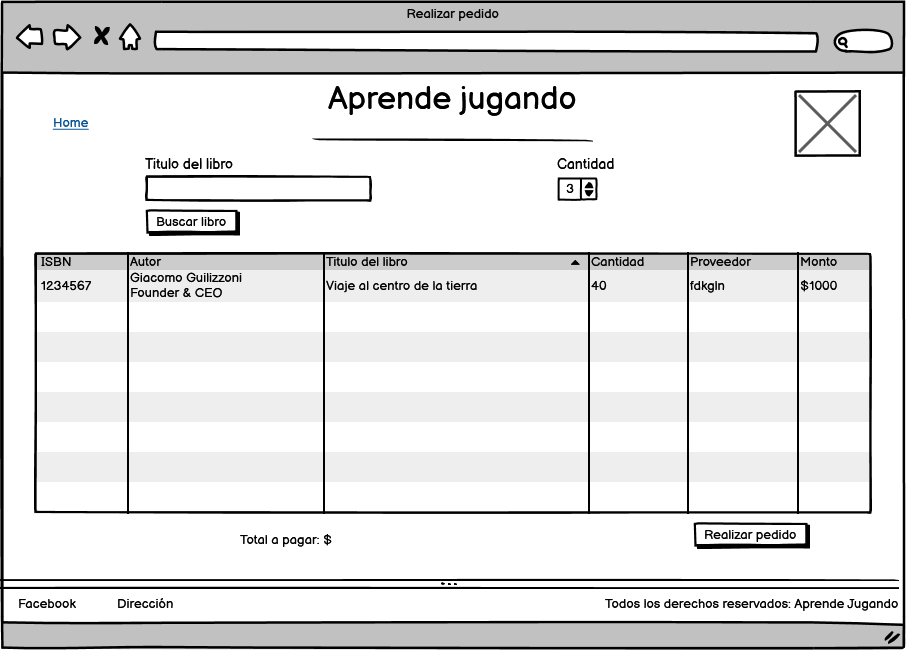 Realizar pedido
Aprende jugando
Home
Titulo del libro
Cantidad
3
Buscar libro
ISBN Autor Titulo del libro Cantidad Proveedor Monto
1234567 Giacomo Guilizzoni Founder & CEO Viaje al centro de la tierra 40 fdkgln $1000
Total a pagar: $
Realizar pedido
Facebook Dirección Todos los derechos reservados: Aprende Jugando